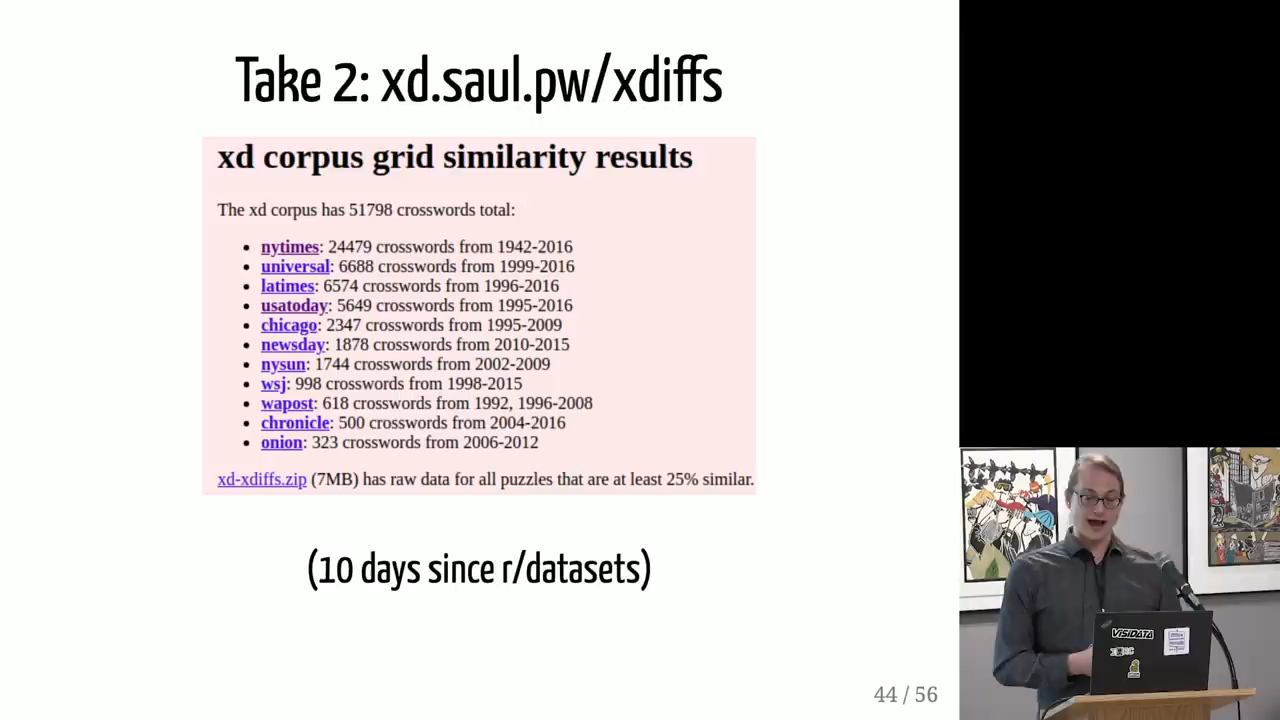 Take 2: xd.saul.pw/xdiffs
xd corpus grid similarity results
The xd corpus has 51798 crosswords total:
• nytimes: 24479 crosswords from 1942-2016
• universal: 6688 crosswords from 1999-2016
• latimes: 6574 crosswords from 1996-2016
• usatoday: 5649 crosswords from 1995-2016
• chicago: 2347 crosswords from 1995-2009
• newsday: 1878 crosswords from 2010-2015
• nysun: 1744 crosswords from 2002-2009
• wsj: 998 crosswords from 1998-2015
• wapost: 618 crosswords from 1992, 1996-2008
• chronicle: 500 crosswords from 2004-2016
• onion: 323 crosswords from 2006-2012
xd-xdiffs.zip (7MB) has raw data for all puzzles that are at least 25% similar.
(10 days since r/datasets)
44 / 56
VISIDATA